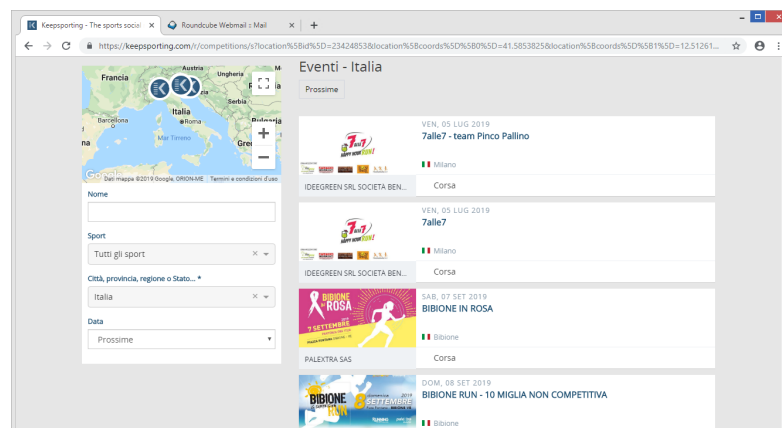 Keepsporting - The sports social
Roundcube Webmail :: Mail
https://keepsporting.com/r/competitions/s?location%5Bid%5D=23424853&location%5Bcoords%5D%5B0%5D=41.5853825&location%5Bcoords%5D%5B1%5D=12.51261...
Francia
Austria
Ungheria
Serbia
Italia
Roma
Barcellona
Mar Tirreno
Bulgaria
Dati mappa ©2019 Google, ORION-ME
Termini e condizioni d'uso
Nome
Sport
Tutti gli sport
Città, provincia, regione o Stato... *
Italia
Data
Prossime
Eventi - Italia
Prossime
VEN, 05 LUG 2019
7alle7 - team Pinco Pallino
Milano
IDEEGREEN SRL SOCIETA BEN...
Corsa
VEN, 05 LUG 2019
7alle7
Milano
IDEEGREEN SRL SOCIETA BEN...
Corsa
BIBIONE
ROSA
7 SETTEMBRE
SAB, 07 SET 2019
BIBIONE IN ROSA
Bibione
PALEXTRA SAS
Corsa
BIBIONE
RUN
8
SETTEMBRE
2019
DOM, 08 SET 2019
BIBIONE RUN - 10 MIGLIA NON COMPETITIVA
Bibione